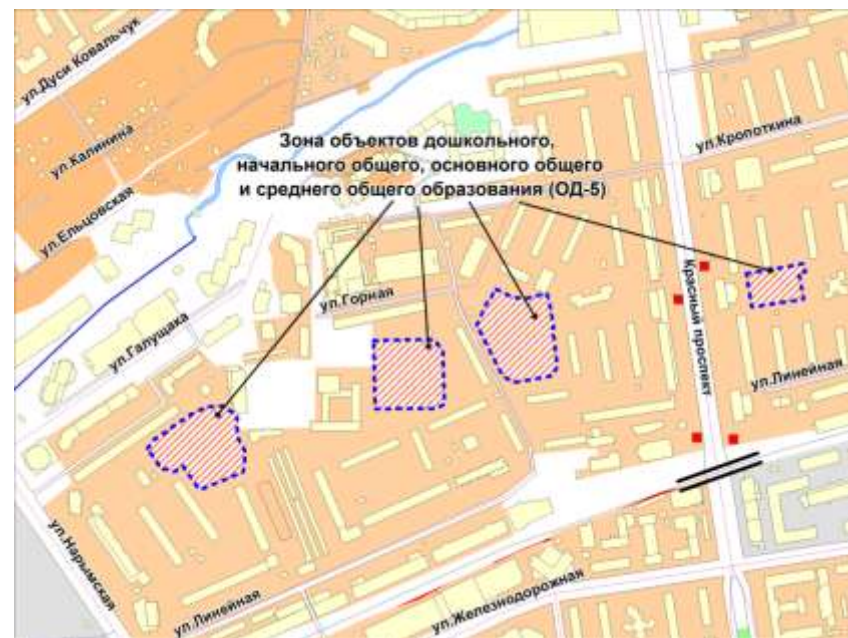 ул.Дуси Ковальчук
ул.Калинина
ул.Ельцовская
Зона объектов дошкольного,
начального общего, основного общего
и среднего общего образования (ОД-5)
ул.Кропоткина
ул.Горная
ул.Галущака
Красный проспект
ул.Линейная
ул.Нарымская
ул.Линейная
ул.Железнодорожная